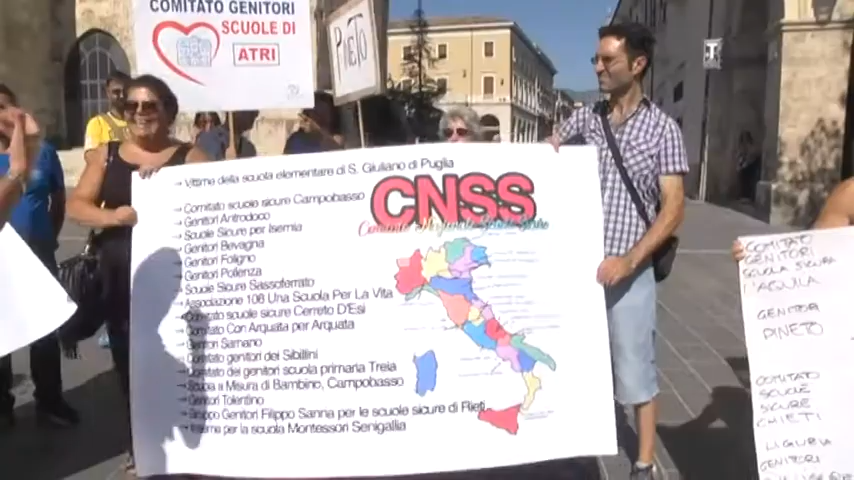 COMITATO GENITORI
SCUOLE DI
ATRI
PINETO
Vittime della scuola elementare di S. Giuliano di Puglia
Comitato scuole sicure Campobasso
Genitori Antrodoco
Scuole Sicure per Isernia
Genitori Bevagna
Genitori Foligno
Genitori Pollenza
Scuole Sicure Sassoferrato
Associazione 108 Una Scuola Per La Vita
Comitato scuole sicure Cerreto D'Esi
Comitato Con Arquata per Arquata
Genitori Sarnano
Comitato genitori dei Sibillini
Comitato dei genitori scuola primaria Treia
Scuola a Misura di Bambino, Campobasso
Genitori Tolentino
Gruppo Genitori Filippo Sanna per le scuole sicure di Rieti
Insieme per la scuola Montessori Senigallia
CNSS
Comitato Nazionale Scuole Sicure
T
COMITATO
GENITORI
SCUOLA SICURA
L'AQUILA
GENITORI
PINETO
COMITATO
SCUOLE
SICURE
CHIETI
LIGURIA
GENITORI